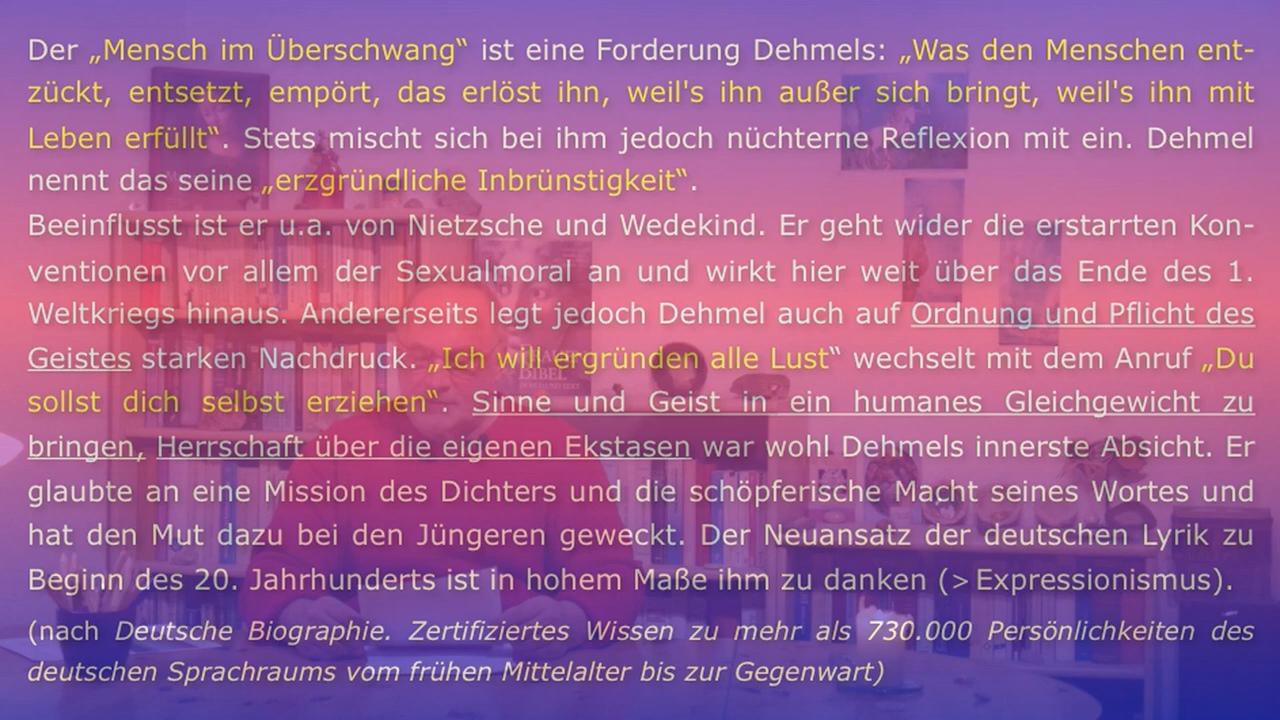 Der „Mensch im Überschwang“ ist eine Forderung Dehmels: „Was den Menschen ent-
zückt, entsetzt, empört, das erlöst ihn, weil's ihn außer sich bringt, weil's ihn mit
Leben erfüllt“. Stets mischt sich bei ihm jedoch nüchterne Reflexion mit ein. Dehmel
nennt das seine „erzgründliche Inbrünstigkeit“.
Beeinflusst ist er u.a. von Nietzsche und Wedekind. Er geht wider die erstarrten Kon-
ventionen vor allem der Sexualmoral an und wirkt hier weit über das Ende des 1.
Weltkriegs hinaus. Andererseits legt jedoch Dehmel auch auf Ordnung und Pflicht des
Geistes starken Nachdruck. „Ich will ergründen alle Lust“ wechselt mit dem Anruf „Du
sollst dich selbst erziehen“. Sinne und Geist in ein humanes Gleichgewicht zu
bringen, Herrschaft über die eigenen Ekstasen war wohl Dehmels innerste Absicht. Er
glaubte an eine Mission des Dichters und die schöpferische Macht seines Wortes und
hat den Mut dazu bei den Jüngeren geweckt. Der Neuansatz der deutschen Lyrik zu
Beginn des 20. Jahrhunderts ist in hohem Maße ihm zu danken (> Expressionismus).
(nach Deutsche Biographie. Zertifiziertes Wissen zu mehr als 730.000 Persönlichkeiten des
deutschen Sprachraums vom frühen Mittelalter bis zur Gegenwart)
BIBEL